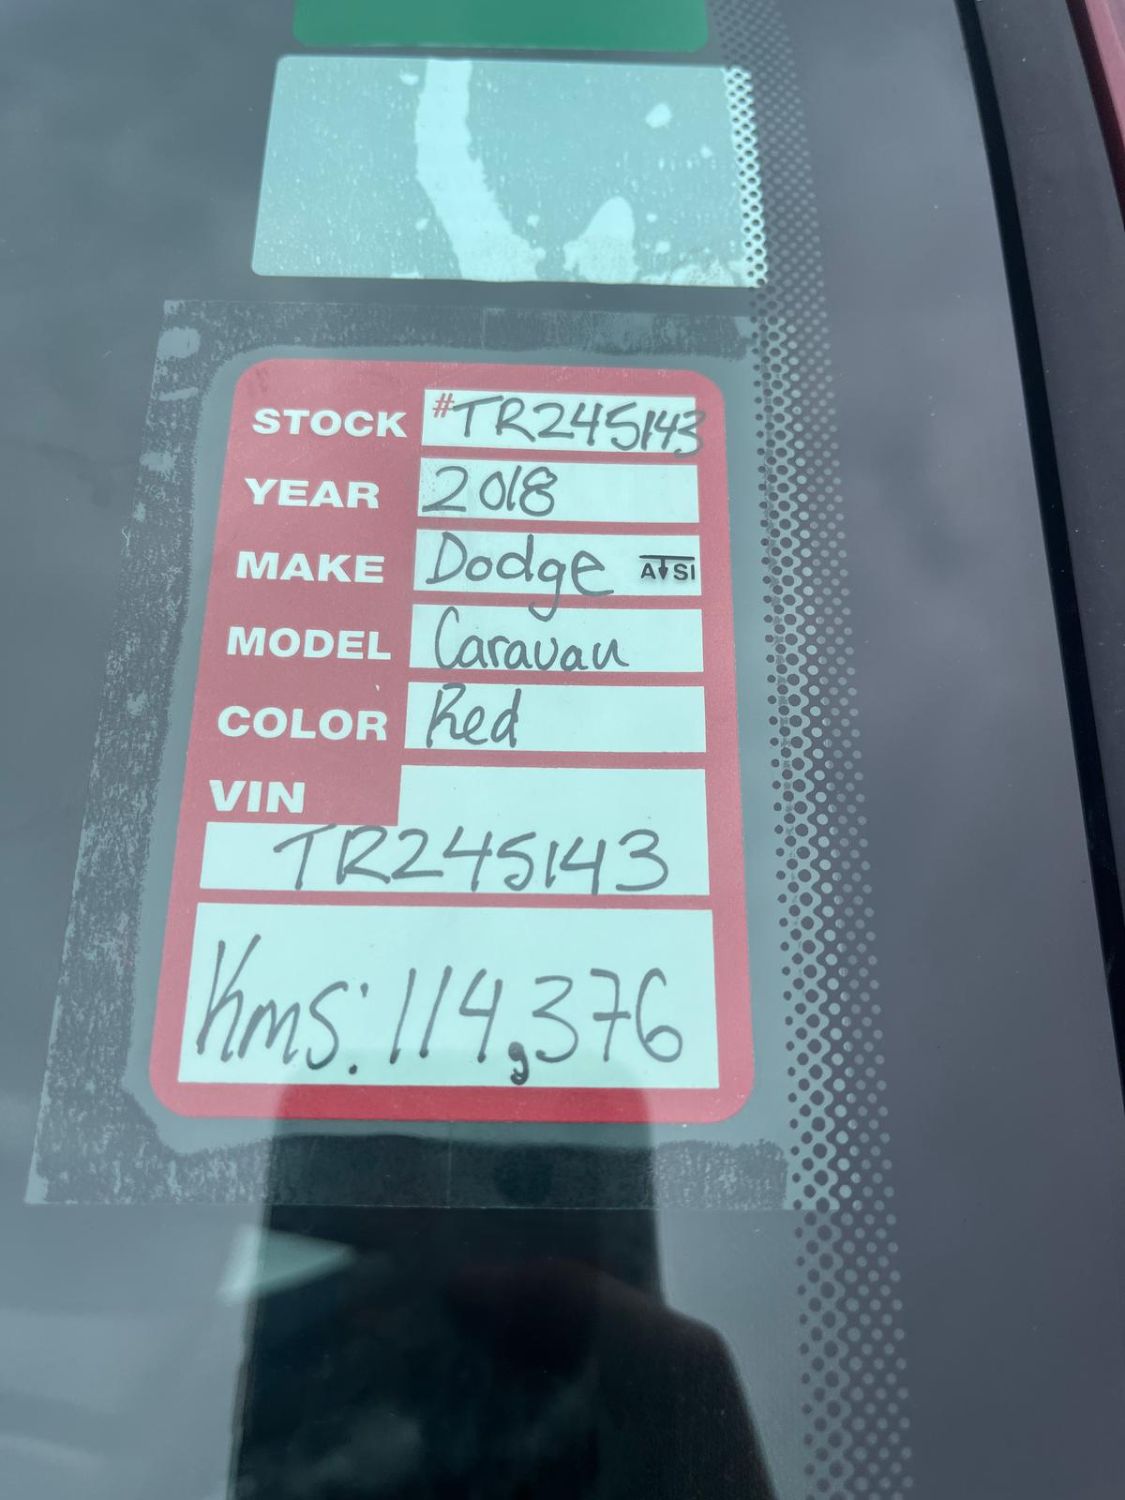 STOCK #TR245143
YEAR 2018
MAKE Dodge ATSI
MODEL Caravan
COLOR Red
VIN
TR245143
Kms: 114,376